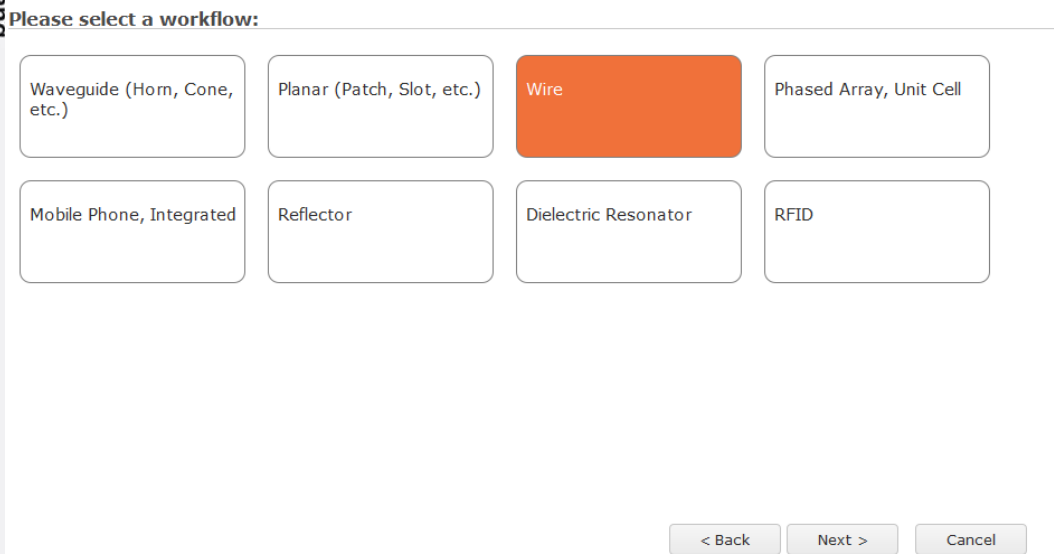 Please select a workflow:
Waveguide (Horn, Cone,
etc.)
Planar (Patch, Slot, etc.)
Wire
Phased Array, Unit Cell
Mobile Phone, Integrated
Reflector
Dielectric Resonator
RFID
< Back
Next >
Cancel